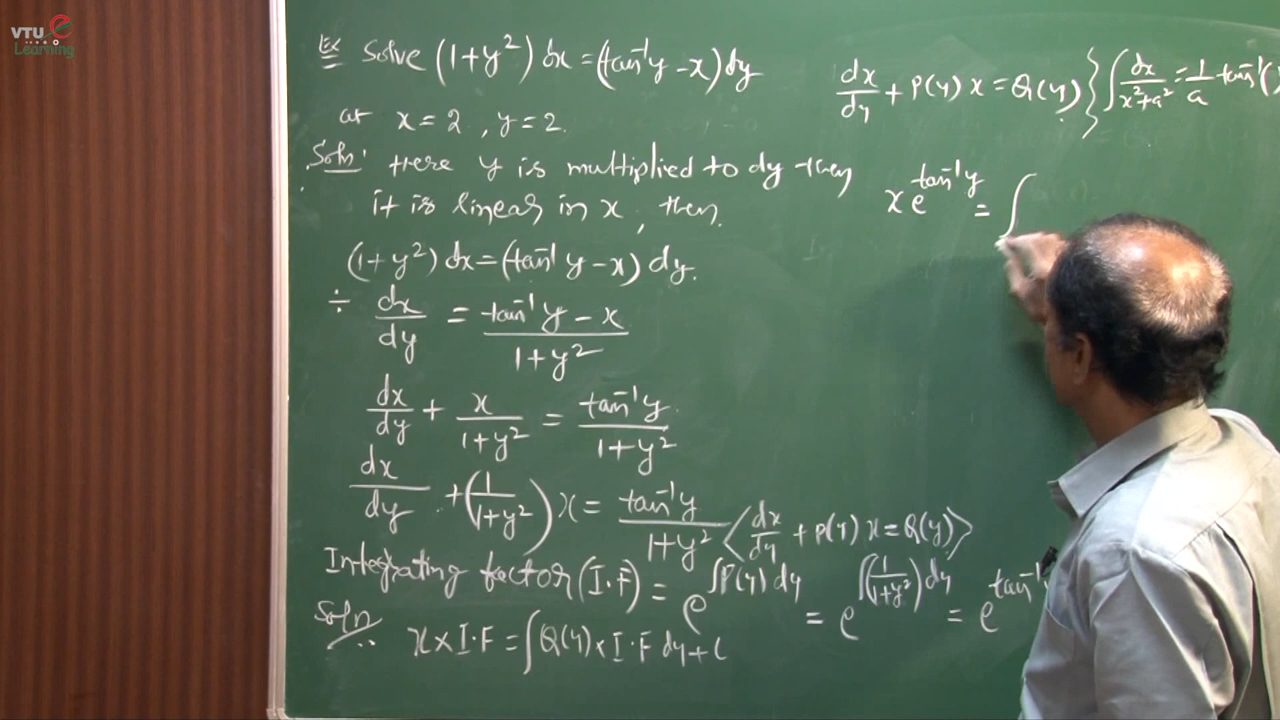 VTU e Learning
Ex Solve (1+y²) dx = (tan⁻¹y − x) dy
at x = 2 , y = 2.
Soln: Here y is multiplied to dy then
it is linear in x, then.
(1+y²) dx = (tan⁻¹ y − x) dy.
÷ dx/dy = (tan⁻¹ y − x)/(1+y²)
dx/dy + x/(1+y²) = tan⁻¹y/(1+y²)
dx/dy + (1/(1+y²)) x = tan⁻¹y/(1+y²) < dx/dy + P(y) x = Q(y) >
Integrating factor (I.F) = e^∫P(y) dy = e^∫(1/(1+y²)) dy = e^tan⁻¹
Soln ∴ x × I.F = ∫Q(y) × I.F dy + C
dx/dy + P(y) x = Q(y) } ∫ dx/(x²+a²) = 1/a tan⁻¹(
x e^tan⁻¹y = ∫